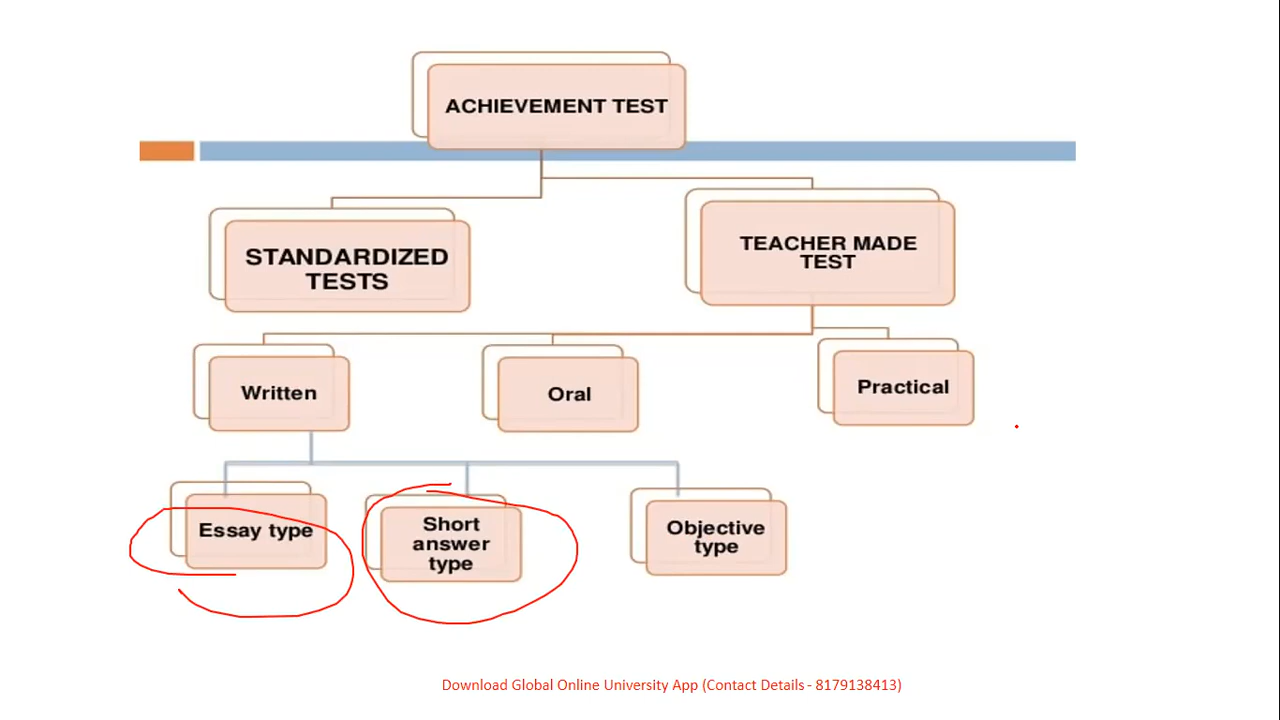 ACHIEVEMENT TEST
STANDARDIZED
TESTS
TEACHER MADE
TEST
Written
Oral
Practical
Essay type
Short
answer
type
Objective
type
Download Global Online University App (Contact Details - 8179138413)